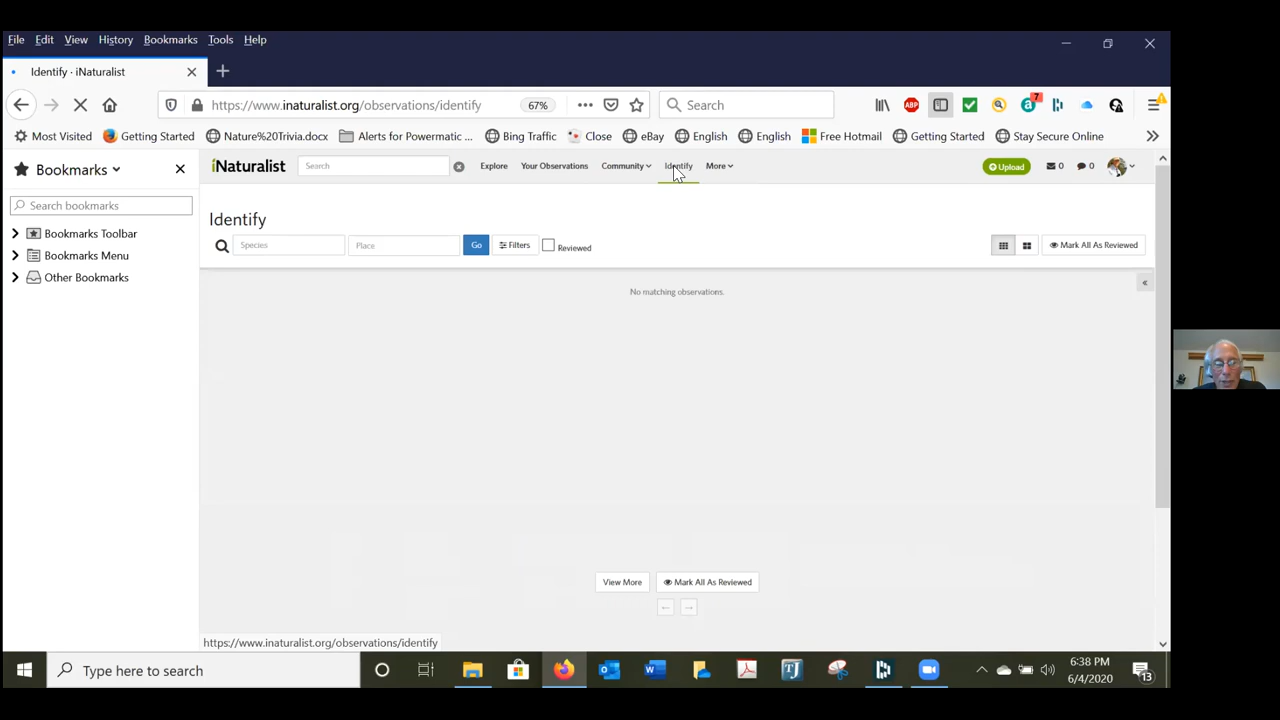 File Edit View History Bookmarks Tools Help
Identify · iNaturalist
https://www.inaturalist.org/observations/identify 67% Search 7
Most Visited Getting Started Nature%20Trivia.docx Alerts for Powermatic ... Bing Traffic Close eBay English English Free Hotmail Getting Started Stay Secure Online
Bookmarks
Search bookmarks
Bookmarks Toolbar
Bookmarks Menu
Other Bookmarks
iNaturalist Search Explore Your Observations Community Identify More Upload 0 0
Identify
Species Place Go Filters Reviewed Mark All As Reviewed
No matching observations.
View More Mark All As Reviewed
https://www.inaturalist.org/observations/identify
Type here to search 6:38 PM
6/4/2020 13